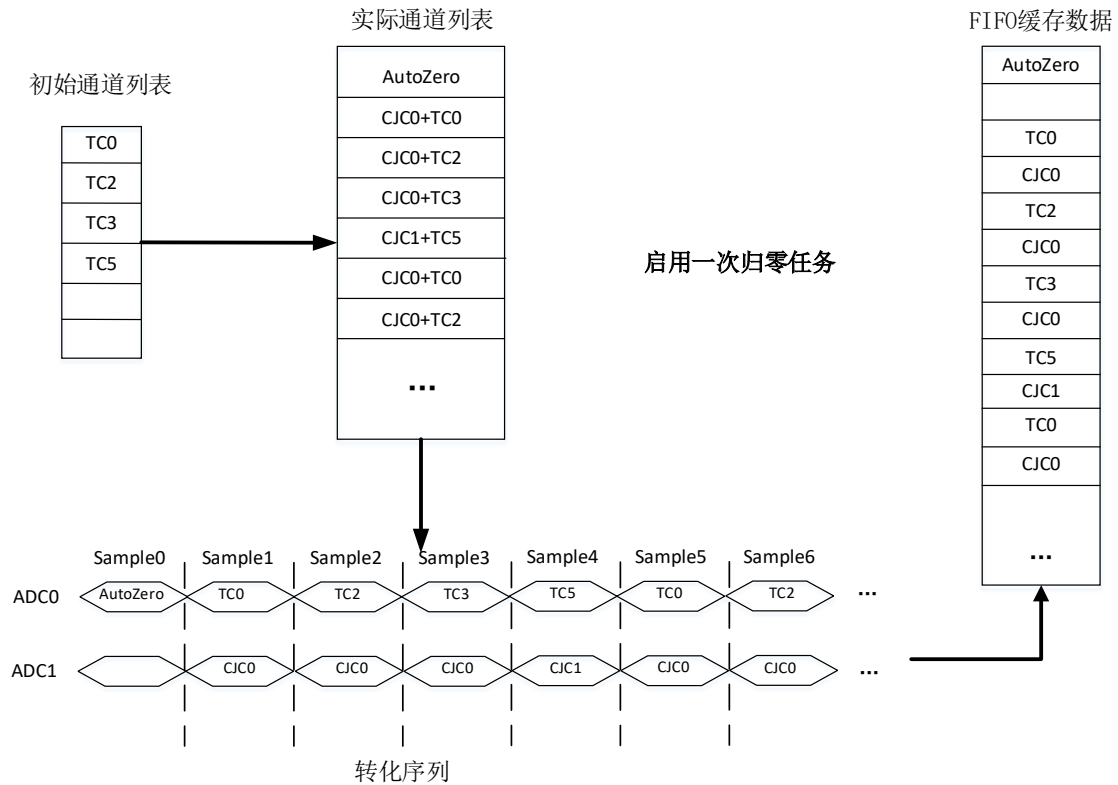 实际通道列表
FIFO缓存数据
初始通道列表
TC0
TC2
TC3
TC5
AutoZero
CJC0+TC0
CJC0+TC2
CJC0+TC3
CJC1+TC5
CJC0+TC0
CJC0+TC2
...
启用一次归零任务
AutoZero
TC0
CJC0
TC2
CJC0
TC3
CJC0
TC5
CJC1
TC0
CJC0
...
Sample0 Sample1 Sample2 Sample3 Sample4 Sample5 Sample6
ADC0 AutoZero TC0 TC2 TC3 TC5 TC0 TC2 ...
ADC1 CJC0 CJC0 CJC0 CJC1 CJC0 CJC0 ...
转化序列